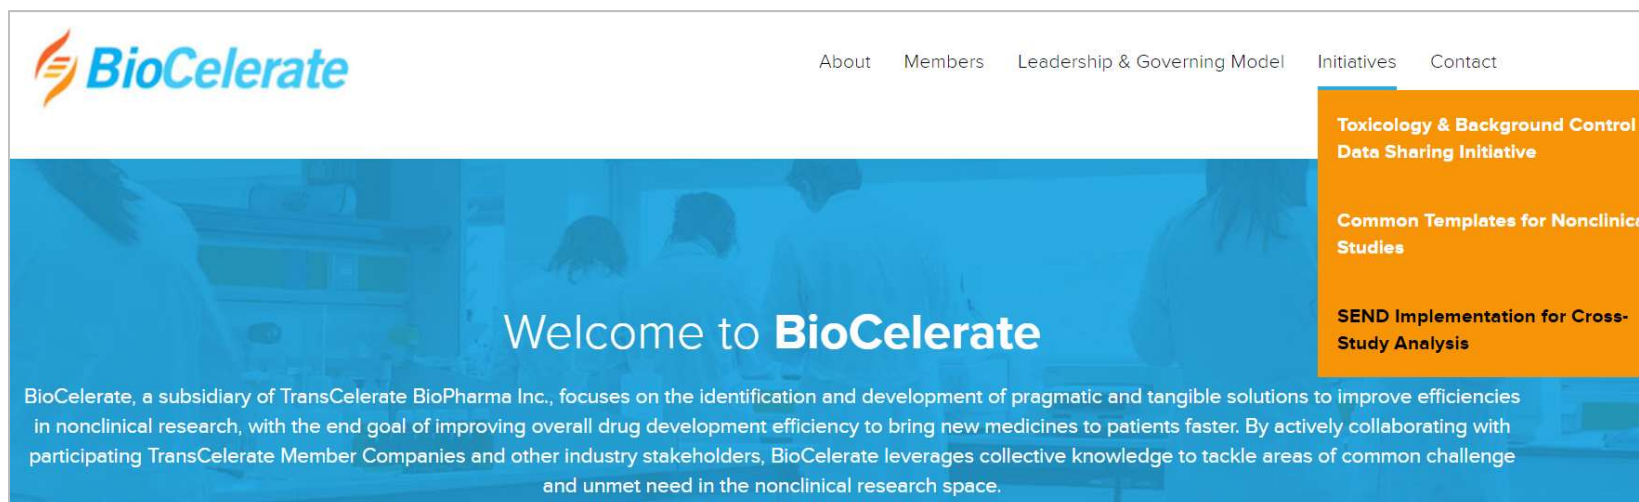 BioCelerate
About Members Leadership & Governing Model Initiatives Contact
Toxicology & Background Control
Data Sharing Initiative
Common Templates for
Studies
SEND Implementation for Cross-
Study Analysis
Welcome to BioCelerate
BioCelerate, a subsidiary of TransCelerate BioPharma Inc., focuses on the identification and development of pragmatic and tangible solutions to improve efficiencies
in nonclinical research, with the end goal of improving overall drug development efficiency to bring new medicines to patients faster. By actively collaborating with
participating TransCelerate Member Companies and other industry stakeholders, BioCelerate leverages collective knowledge to tackle areas of common challenge
and unmet need in the nonclinical research space.